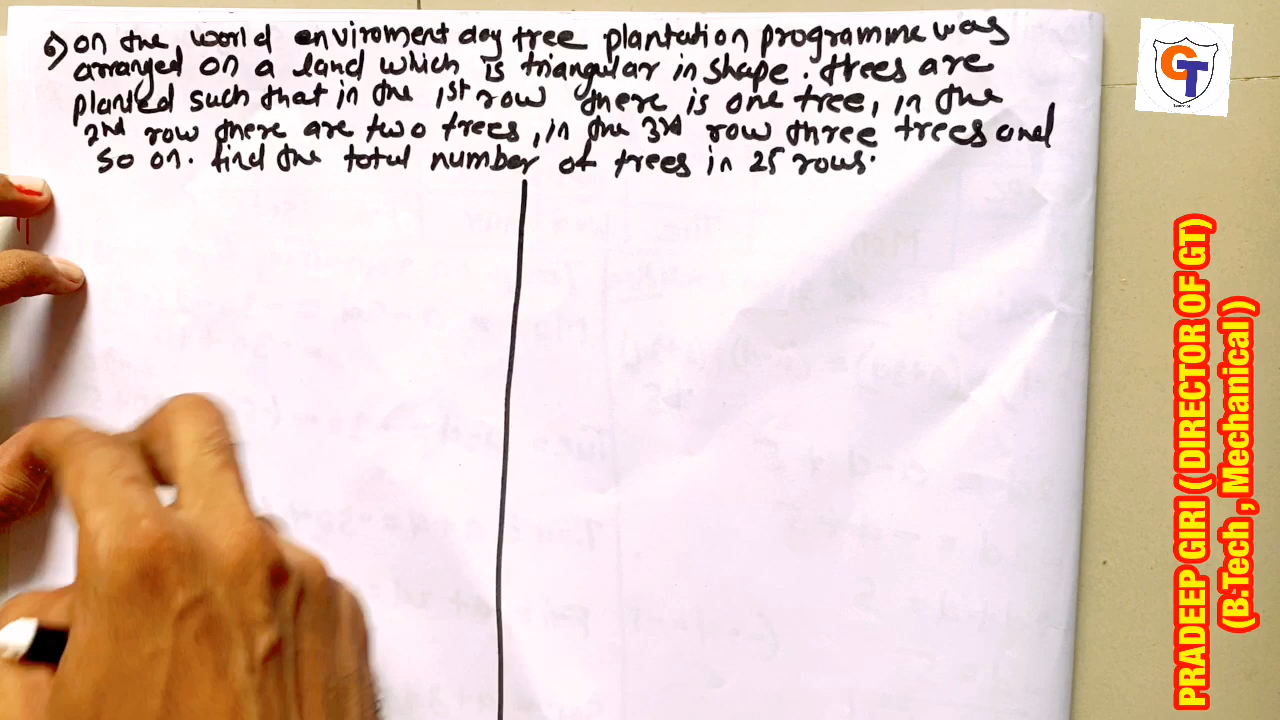 6) on the world enviroment day tree plantation programme was
arranged on a land which is triangular in shape. trees are
planted such that in the 1st row there is one tree, in the
2nd row there are two trees, in the 3rd row three trees and
so on. find the total number of trees in 25 rows.
GT
PRADEEP GIRI ( DIRECTOR OF GT)
(B.Tech , Mechanical )